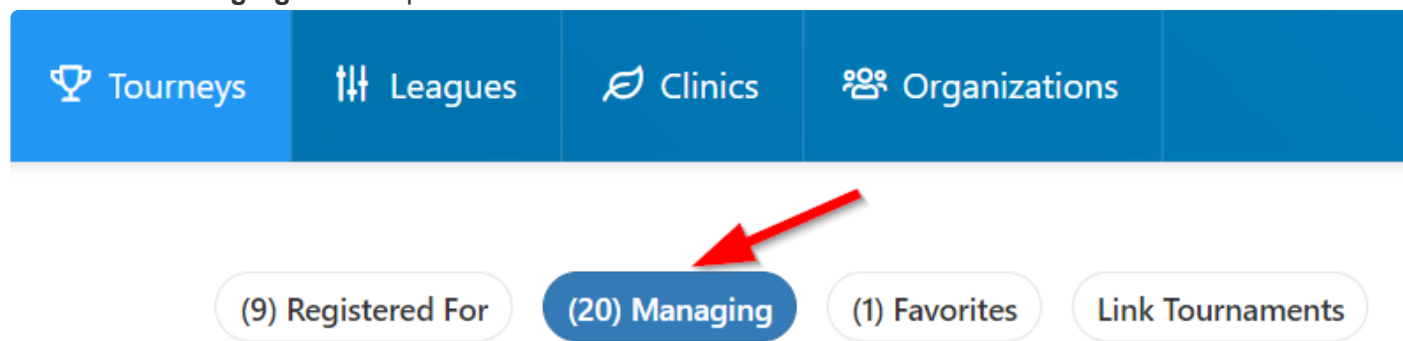 Tourneys Leagues Clinics Organizations
(9) Registered For (20) Managing (1) Favorites Link Tournaments